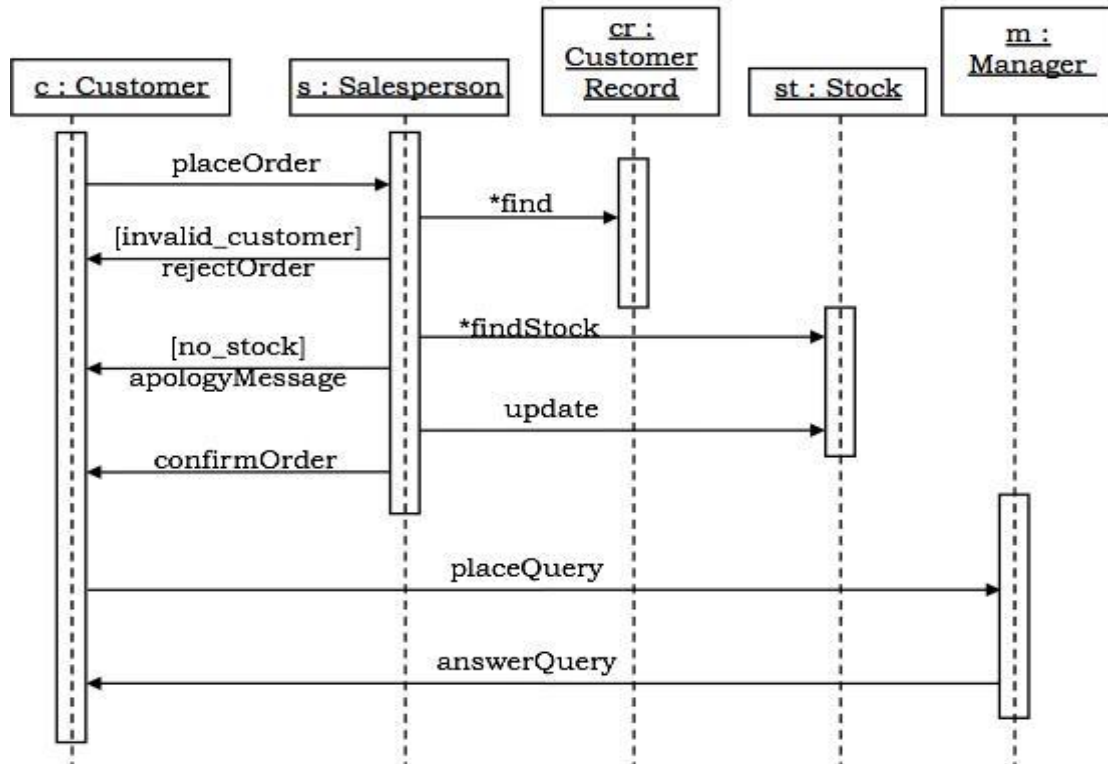 cr :
Customer
Record
m :
Manager
c : Customer
s : Salesperson
st : Stock
placeOrder
*find
[invalid_customer]
rejectOrder
*findStock
[no_stock]
apologyMessage
update
confirmOrder
placeQuery
answerQuery